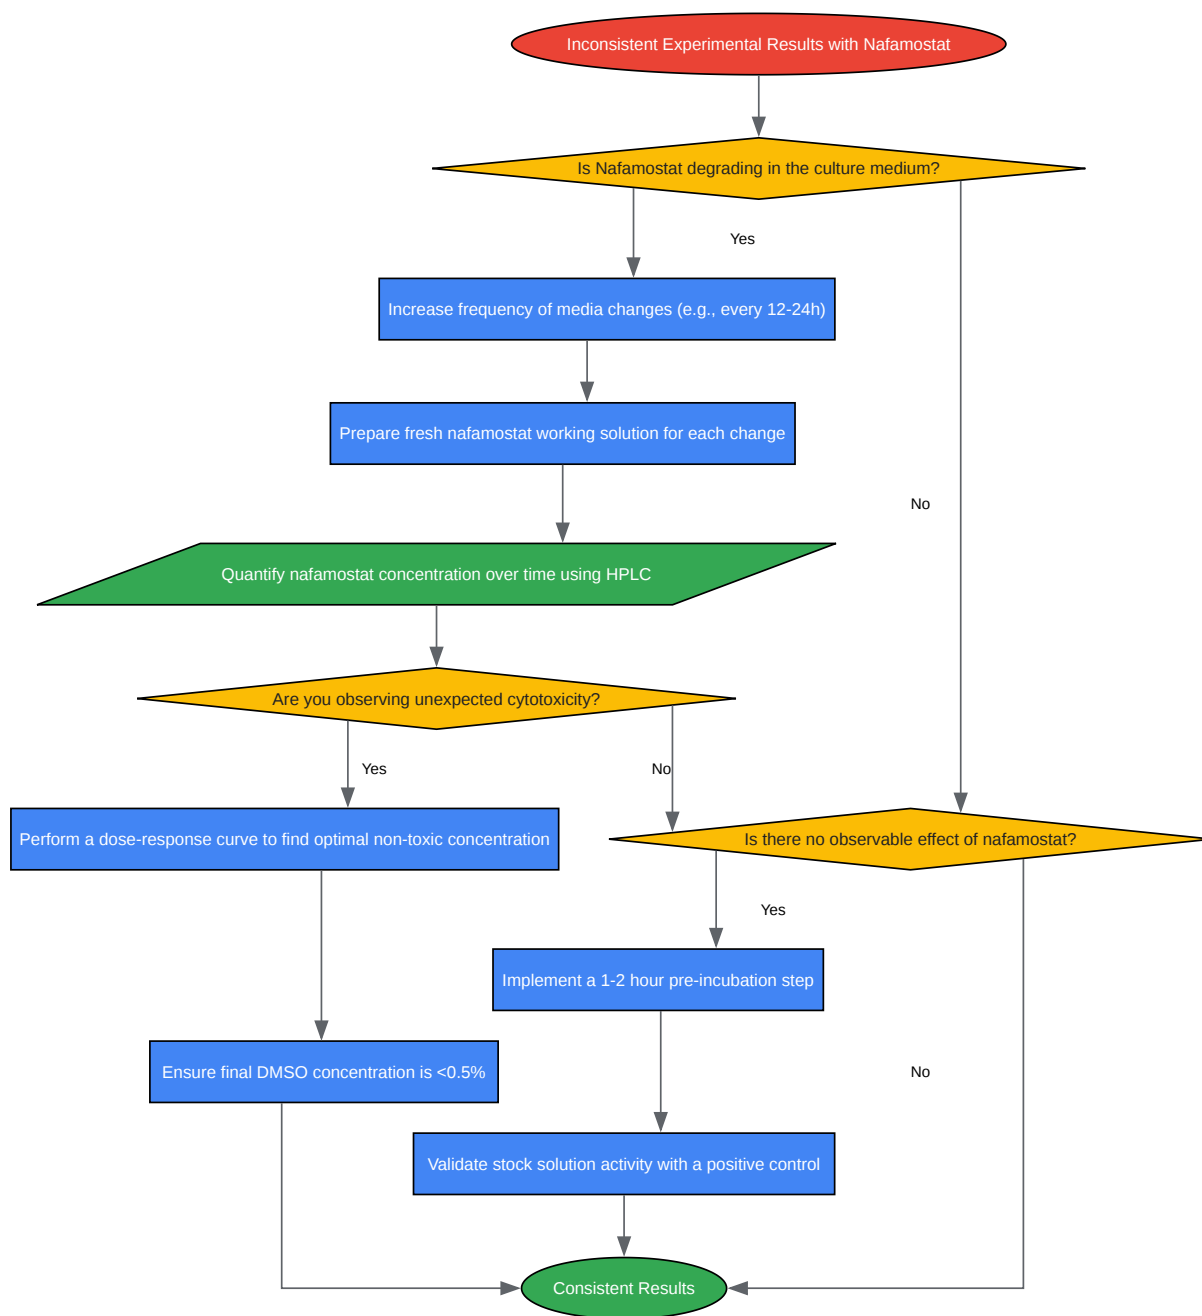 Inconsistent Experimental Results with Nafamostat
Is Nafamostat degrading in the culture medium?
Yes
Increase frequency of media changes (e.g., every 12-24h)
Prepare fresh nafamostat working solution for each change
No
Quantify nafamostat concentration over time using HPLC
Are you observing unexpected cytotoxicity?
Yes
No
Perform a dose-response curve to find optimal non-toxic concentration
Is there no observable effect of nafamostat?
Yes
Implement a 1-2 hour pre-incubation step
Ensure final DMSO concentration is <0.5%
No
Validate stock solution activity with a positive control
Consistent Results